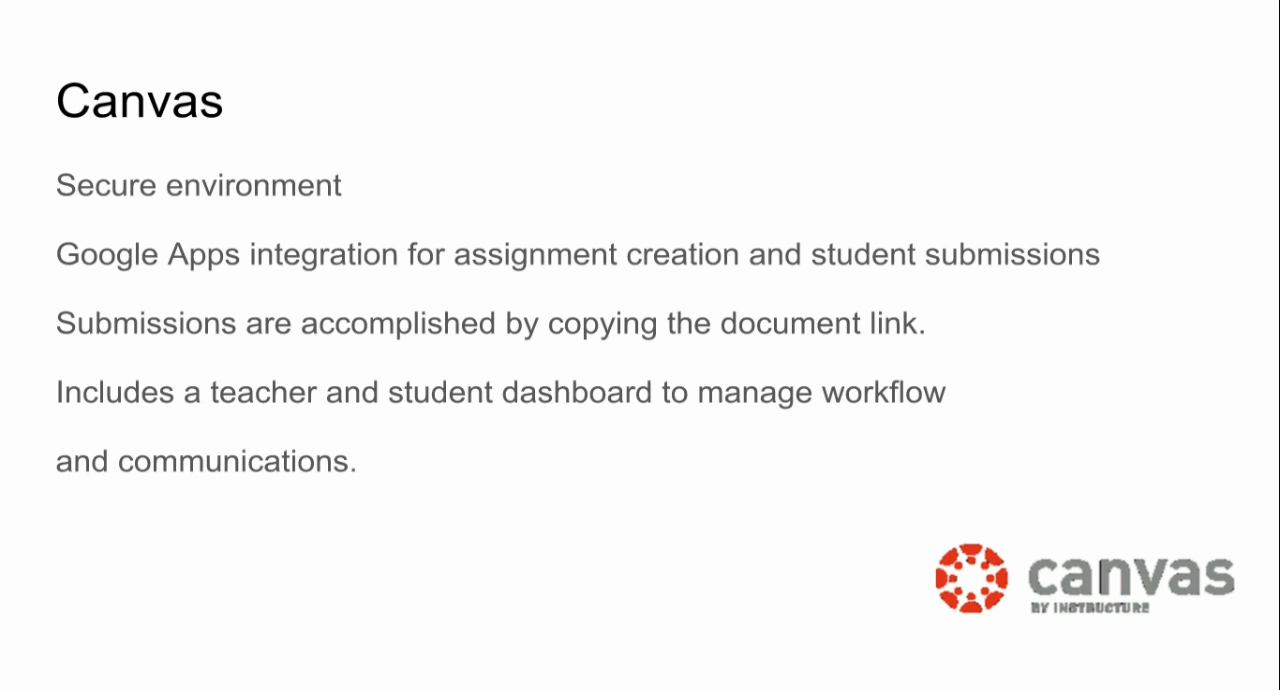 Canvas
Secure environment
Google Apps integration for assignment creation and student submissions
Submissions are accomplished by copying the document link.
Includes a teacher and student dashboard to manage workflow
and communications.
canvas
BY INSTRUCTURE